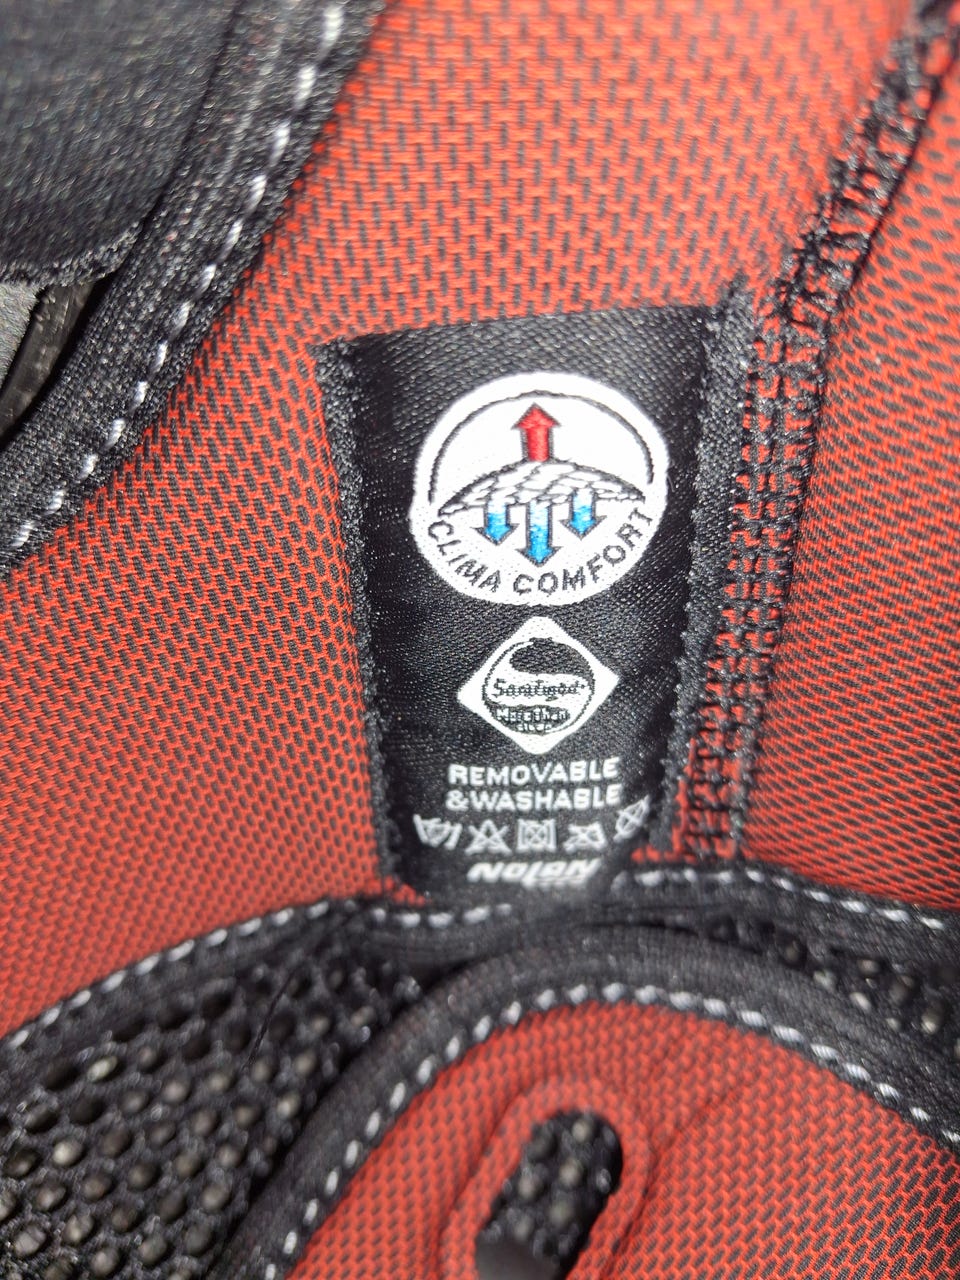 CLIMA COMFORT
Sanitized
REMOVABLE
&WASHABLE
NOLAN